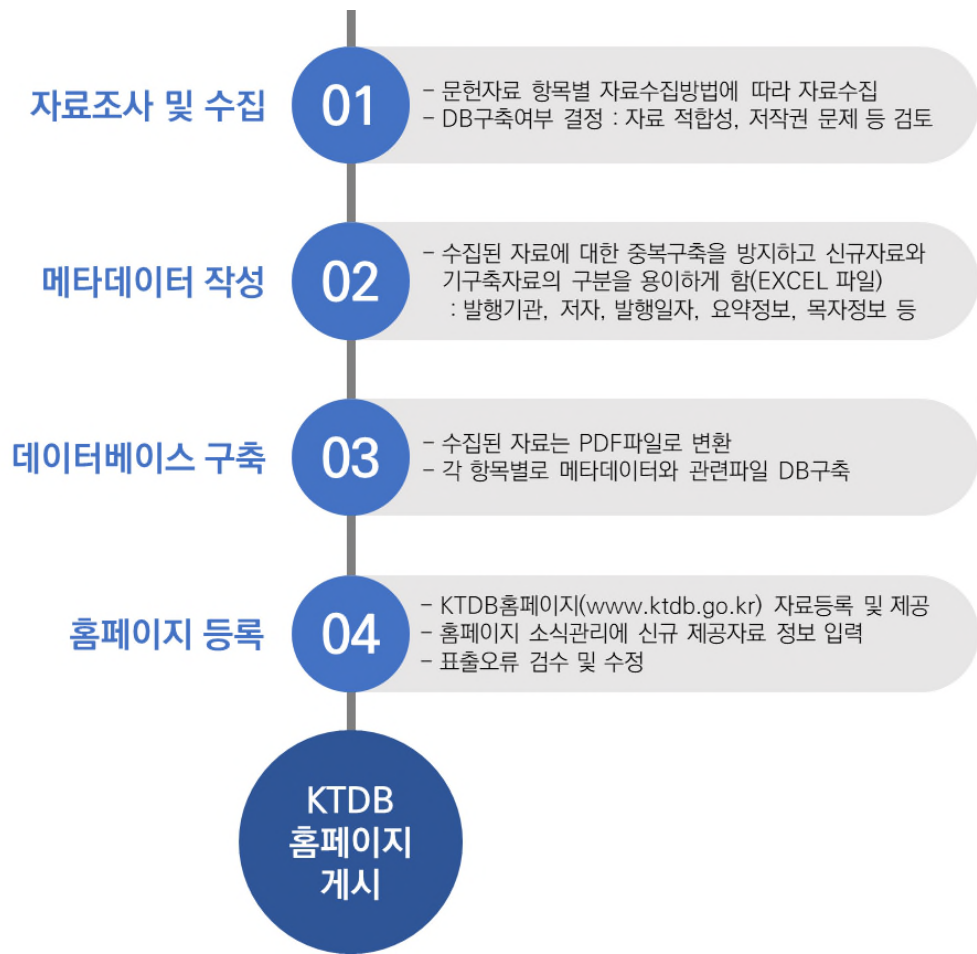 자료조사 및 수집
01
- 문헌자료 항목별 자료수집방법에 따라 자료수집
- DB구축여부 결정 : 자료 적합성, 저작권 문제 등 검토
메타데이터 작성
02
- 수집된 자료에 대한 중복구축을 방지하고 신규자료와
기구축자료의 구분을 용이하게 함(EXCEL 파일)
: 발행기관, 저자, 발행일자, 요약정보, 목자정보 등
데이터베이스 구축
03
- 수집된 자료는 PDF파일로 변환
- 각 항목별로 메타데이터와 관련파일 DB구축
홈페이지 등록
04
- KTDB홈페이지(www.ktdb.go.kr) 자료등록 및 제공
- 홈페이지 소식관리에 신규 제공자료 정보 입력
- 표출오류 검수 및 수정
KTDB
홈페이지
게시